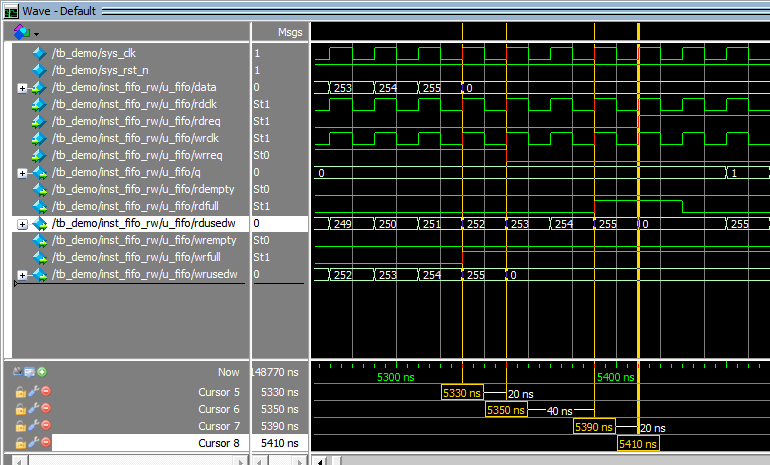 Wave - Default
Msgs
/tb_demo/sys_clk 1
/tb_demo/sys_rst_n 1
/tb_demo/inst_fifo_rw/u_fifo/data 0 253 254 255 0
/tb_demo/inst_fifo_rw/u_fifo/rdclk St1
/tb_demo/inst_fifo_rw/u_fifo/rdreq St1
/tb_demo/inst_fifo_rw/u_fifo/wrclk St1
/tb_demo/inst_fifo_rw/u_fifo/wrreq St0
/tb_demo/inst_fifo_rw/u_fifo/q 0 0 1
/tb_demo/inst_fifo_rw/u_fifo/rdempty St0
/tb_demo/inst_fifo_rw/u_fifo/rdfull St1
/tb_demo/inst_fifo_rw/u_fifo/rdusedw 0 249 250 251 252 253 254 255 0 255
/tb_demo/inst_fifo_rw/u_fifo/wrempty St0
/tb_demo/inst_fifo_rw/u_fifo/wrfull St1
/tb_demo/inst_fifo_rw/u_fifo/wrusedw 0 252 253 254 255 0
Now 148770 ns 5300 ns 5400 ns
Cursor 5 5330 ns 5330 ns 20 ns
Cursor 6 5350 ns 5350 ns 40 ns
Cursor 7 5390 ns 5390 ns 20 ns
Cursor 8 5410 ns 5410 ns